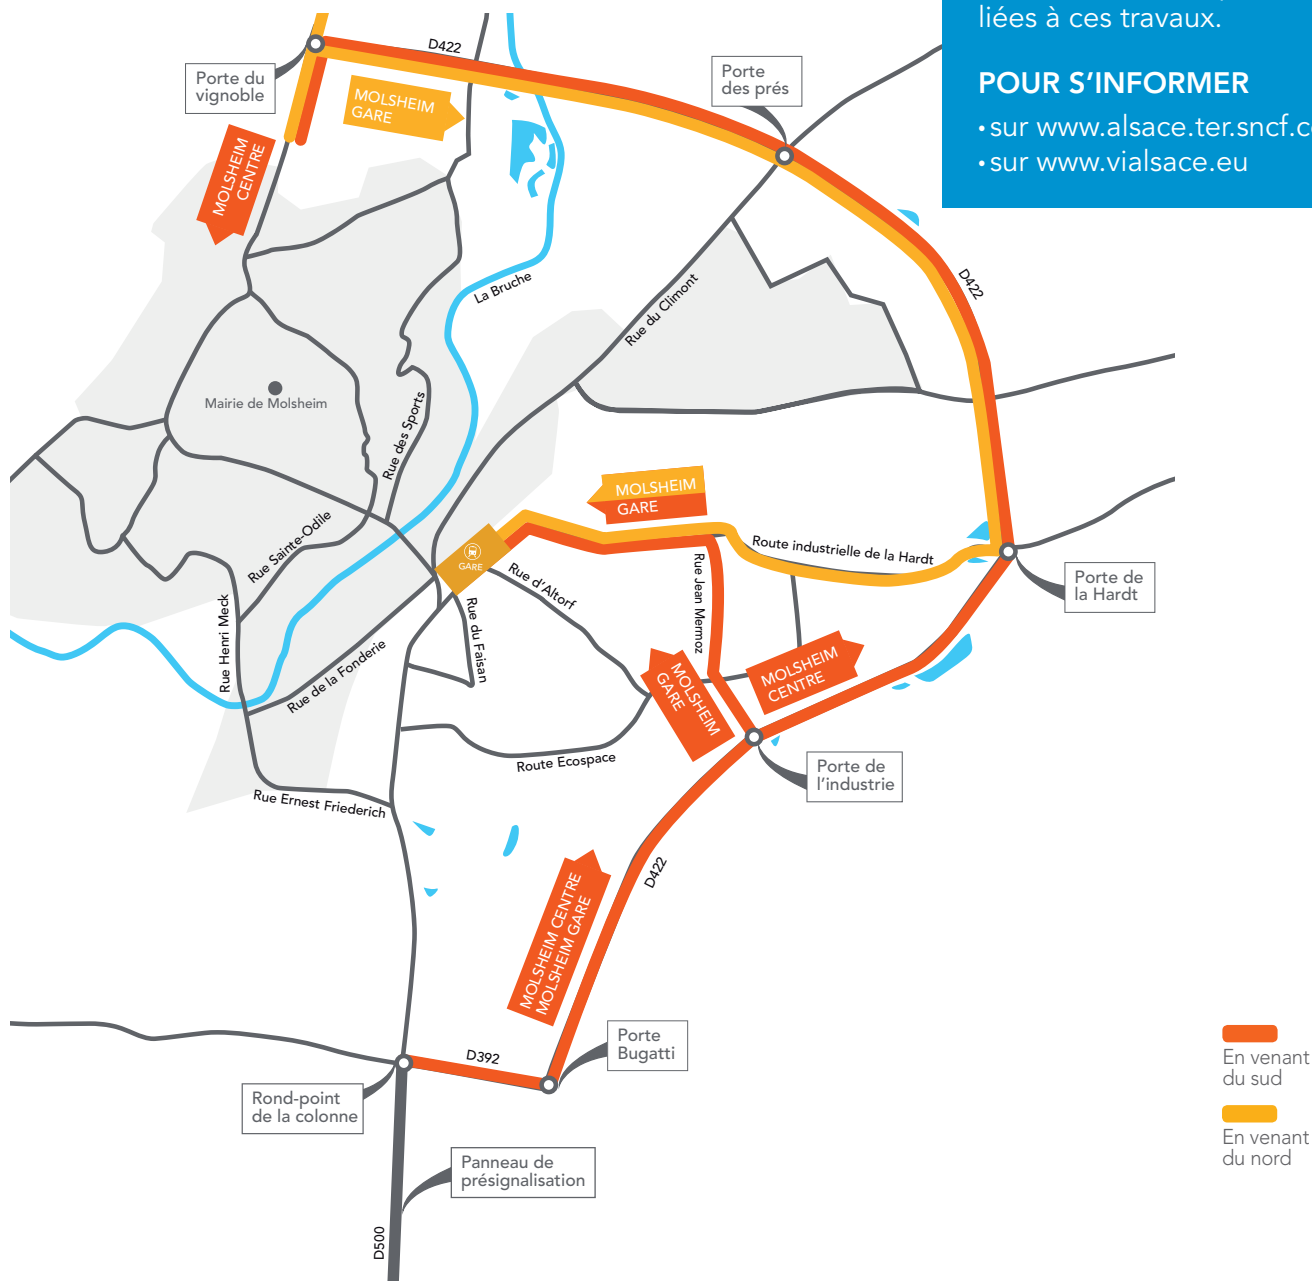 liées à ces travaux.
POUR S'INFORMER
• sur www.alsace.ter.sncf.c
• sur www.vialsace.eu
D422
Porte du
vignoble
MOLSHEIM
GARE
Porte
des prés
MOLSHEIM
CENTRE
La Bruche
Rue du Climont
D422
Mairie de Molsheim
Rue des Sports
MOLSHEIM
GARE
Rue Sainte-Odile
Route industrielle de la Hardt
GARE
Rue d'Altorf
Rue Jean Mermoz
Porte de
la Hardt
Rue Henri Meck
Rue du Faisan
Rue de la Fonderie
MOLSHEIM
GARE
MOLSHEIM
CENTRE
Route Ecospace
Porte de
l'industrie
Rue Ernest Friederich
D422
MOLSHEIM CENTRE
MOLSHEIM GARE
D392
Porte
Bugatti
Rond-point
de la colonne
Panneau de
présignalisation
D500
En venant
du sud
En venant
du nord